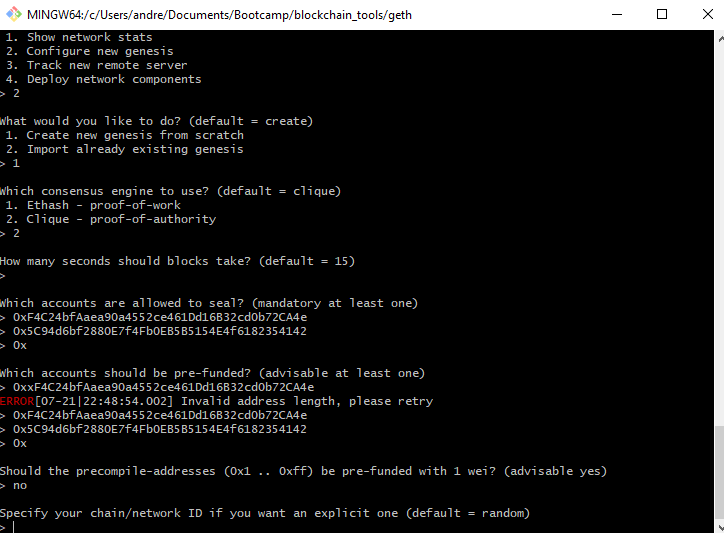 MINGW64:/c/Users/andre/Documents/Bootcamp/blockchain_tools/geth
1. Show network stats
2. Configure new genesis
3. Track new remote server
4. Deploy network components
> 2
What would you like to do? (default = create)
1. Create new genesis from scratch
2. Import already existing genesis
> 1
Which consensus engine to use? (default = clique)
1. Ethash - proof-of-work
2. Clique - proof-of-authority
> 2
How many seconds should blocks take? (default = 15)
>
Which accounts are allowed to seal? (mandatory at least one)
> 0xF4C24bfAaea90a4552ce461Dd16B32cd0b72CA4e
> 0x5C94d6bf2880E7f4Fb0EB5B5154E4f6182354142
> 0x
Which accounts should be pre-funded? (advisable at least one)
> 0xxF4C24bfAaea90a4552ce461Dd16B32cd0b72CA4e
ERROR[07-21|22:48:54.002] Invalid address length, please retry
> 0xF4C24bfAaea90a4552ce461Dd16B32cd0b72CA4e
> 0x5C94d6bf2880E7f4Fb0EB5B5154E4f6182354142
> 0x
Should the precompile-addresses (0x1 .. 0xff) be pre-funded with 1 wei? (advisable yes)
> no
Specify your chain/network ID if you want an explicit one (default = random)
>